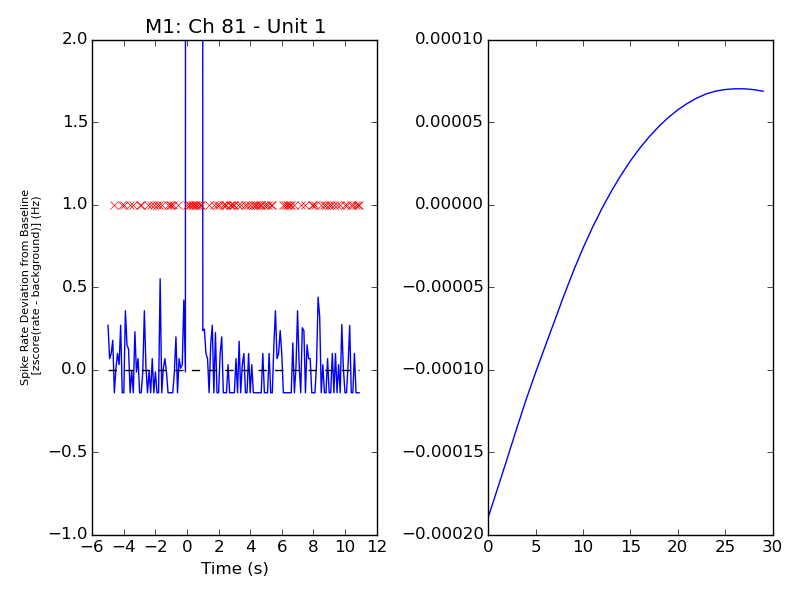 M1: Ch 81 - Unit 1
Spike Rate Deviation from Baseline
[zscore(rate - background)] (Hz)
2.0
1.5
1.0
0.5
0.0
−0.5
−1.0
−6 −4 −2 0 2 4 6 8 10 12
Time (s)
0.00010
0.00005
0.00000
−0.00005
−0.00010
−0.00015
−0.00020
0 5 10 15 20 25 30